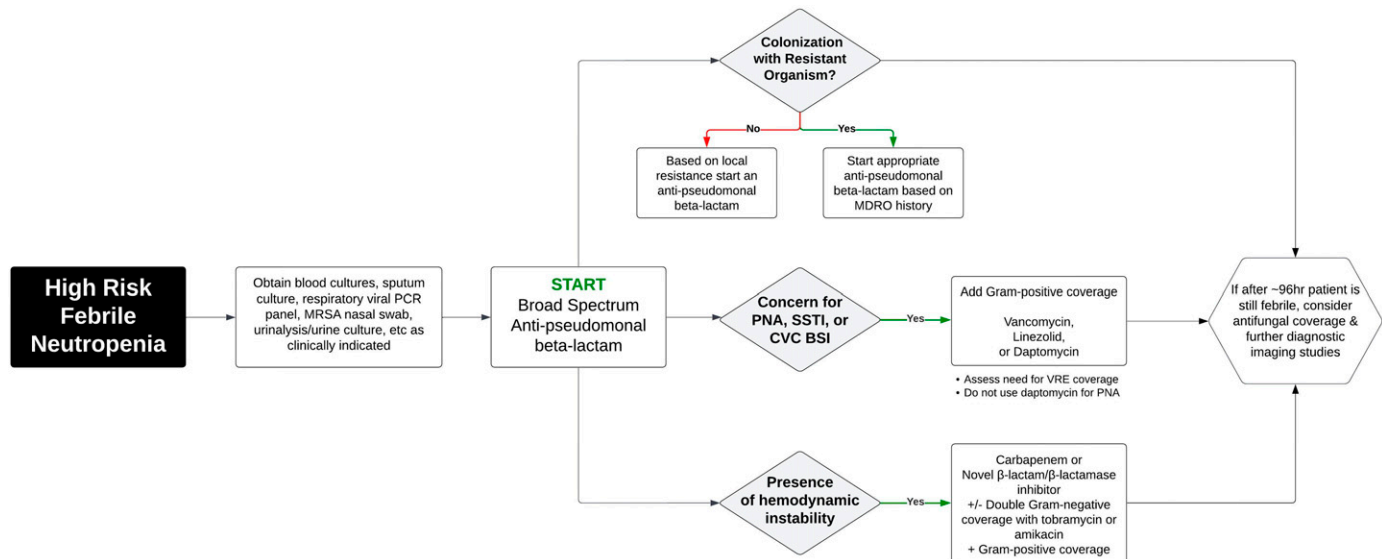 High Risk
Febrile
Neutropenia
Obtain blood cultures, sputum
culture, respiratory viral PCR
panel, MRSA nasal swab,
urinalysis/urine culture, etc as
clinically indicated
START
Broad Spectrum
Anti-pseudomonal
beta-lactam
Colonization
with Resistant
Organism?
No
Yes
Based on local
resistance start an
anti-pseudomonal
beta-lactam
Start appropriate
anti-pseudomonal
beta-lactam based on
MDRO history
Concern for
PNA, SSTI, or
CVC BSI
Yes
Add Gram-positive coverage
Vancomycin,
Linezolid,
or Daptomycin
• Assess need for VRE coverage
• Do not use daptomycin for PNA
Presence
of hemodynamic
instability
Yes
Carbapenem or
Novel β-lactam/β-lactamase
inhibitor
+/- Double Gram-negative
coverage with tobramycin or
amikacin
+ Gram-positive coverage
If after ~96hr patient is
still febrile, consider
antifungal coverage &
further diagnostic
imaging studies